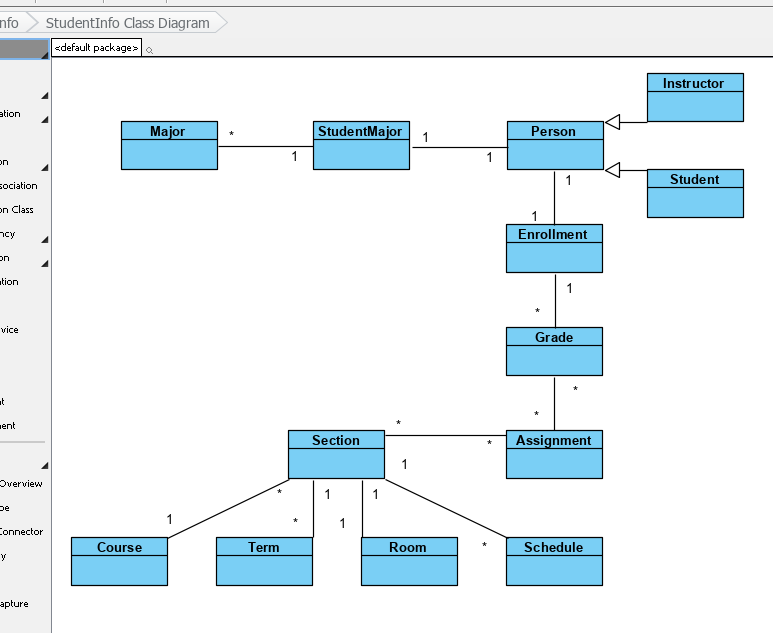 nfo StudentInfo Class Diagram
<default package>
ation
on
sociation
on Class
ncy
on
ation
vice
nt
ment
Overview
pe
Connector
y
apture
Instructor
Major * 1 StudentMajor 1 1 Person
1
Student
1
Enrollment
1
*
Grade
*
*
Section * * Assignment
1
* 1 1
1 * 1 *
Course Term Room Schedule